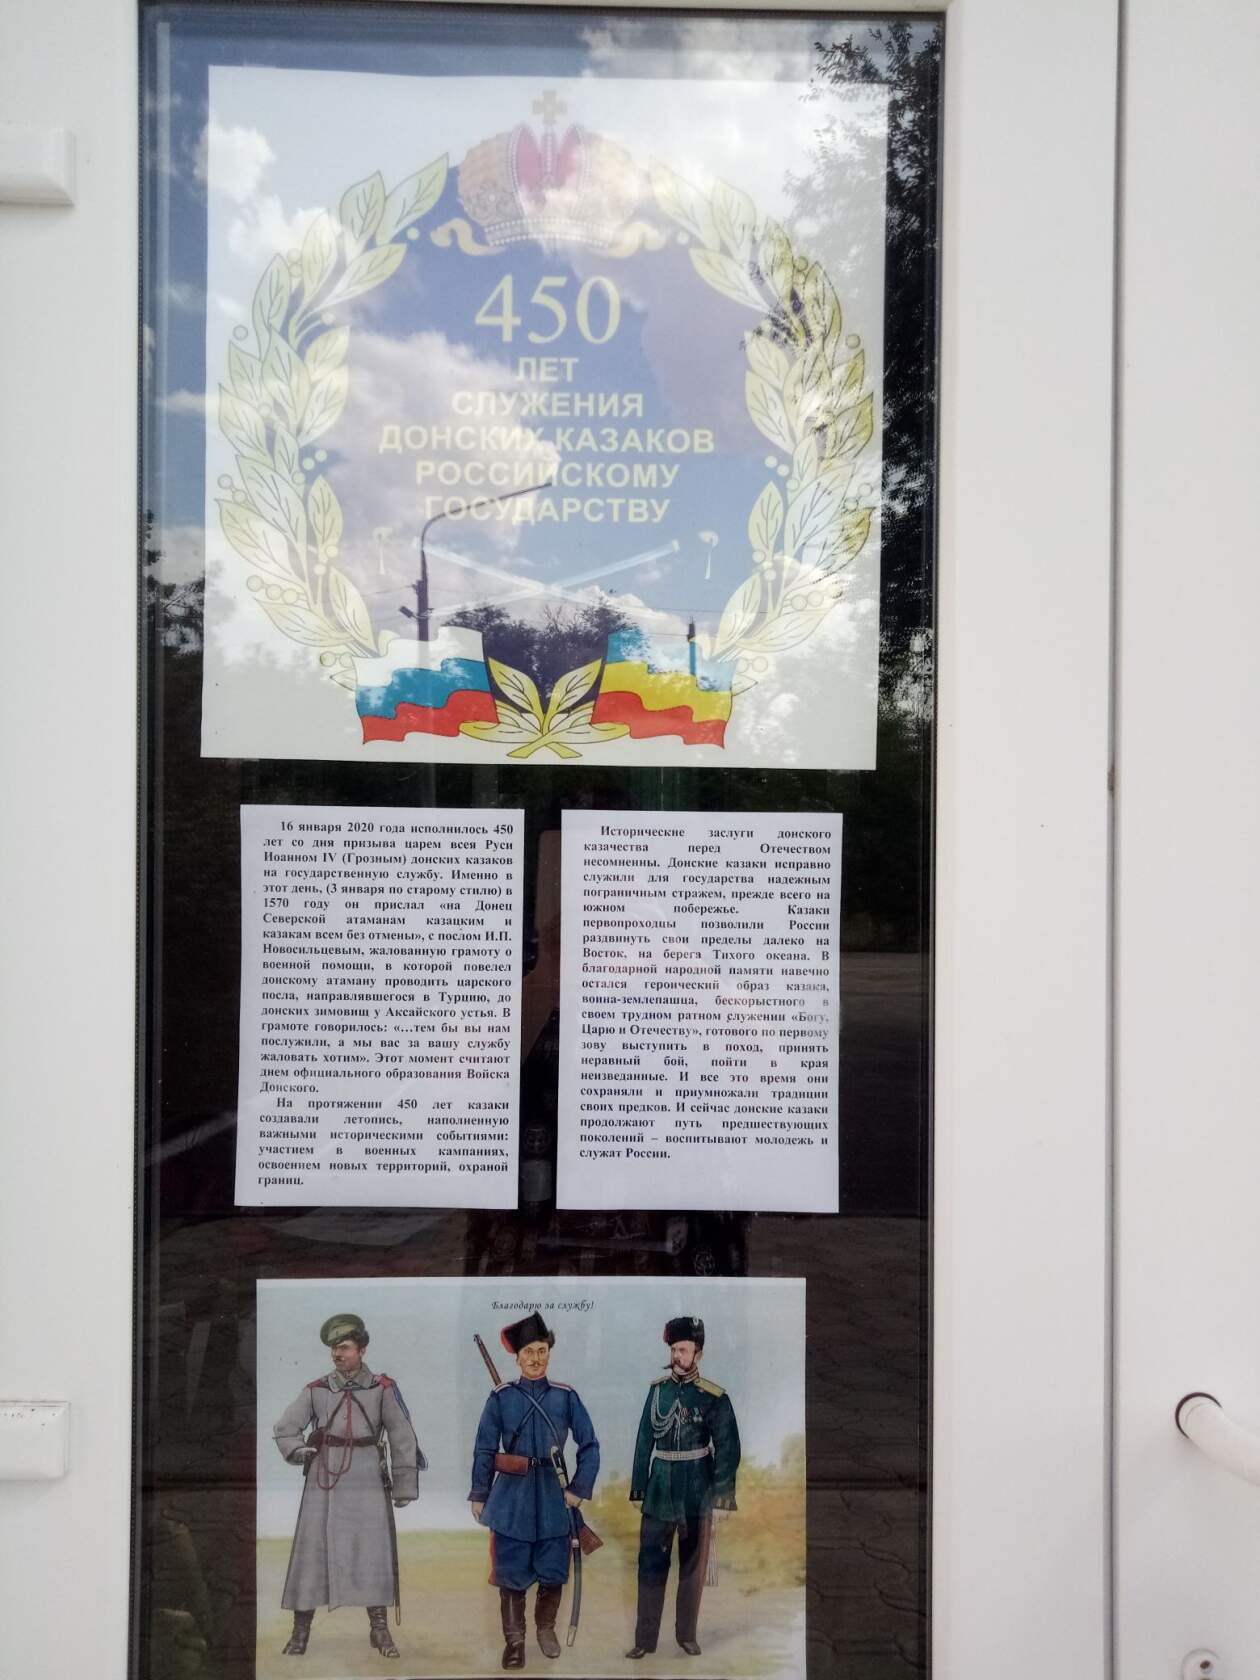 450
ЛЕТ
СЛУЖЕНИЯ
ДОНСКИХ КАЗАКОВ
РОССИЙСКОМУ
ГОСУДАРСТВУ
16 января 2020 года исполнилось 450
лет со дня призыва царем всея Руси
Иоанном IV (Грозным) донских казаков
на государственную службу. Именно в
этот день, (3 января по старому стилю) в
1570 году он прислал «на Донец
Северской атаманам казацким и
казакам всем без отмены», с послом И.П.
Новосильцевым, жалованную грамоту о
военной помощи, в которой повелел
донскому атаману проводить царского
посла, направлявшегося в Турцию, до
донских зимовищ у Аксайского устья. В
грамоте говорилось: «…тем бы вы нам
послужили, а мы вас за вашу службу
жаловать хотим». Этот момент считают
днем официального образования Войска
Донского.
На протяжении 450 лет казаки
создавали летопись, наполненную
важными историческими событиями:
участием в военных кампаниях,
освоением новых территорий, охраной
границ.
Исторические заслуги донского
казачества перед Отечеством
несомненны. Донские казаки исправно
служили для государства надежным
пограничным стражем, прежде всего на
южном побережье. Казаки
первопроходцы позволили России
раздвинуть свои пределы далеко на
Восток, на берега Тихого океана. В
благодарной народной памяти навечно
остался героический образ казака,
воина-землепашца, бескорыстного в
своем трудном ратном служении «Богу,
Царю и Отечеству», готового по первому
зову выступить в поход, принять
неравный бой, пойти в края
неизведанные. И все это время они
сохраняли и приумножали традиции
своих предков. И сейчас донские казаки
продолжают путь предшествующих
поколений – воспитывают молодежь и
служат России.
Благодарю за службу!